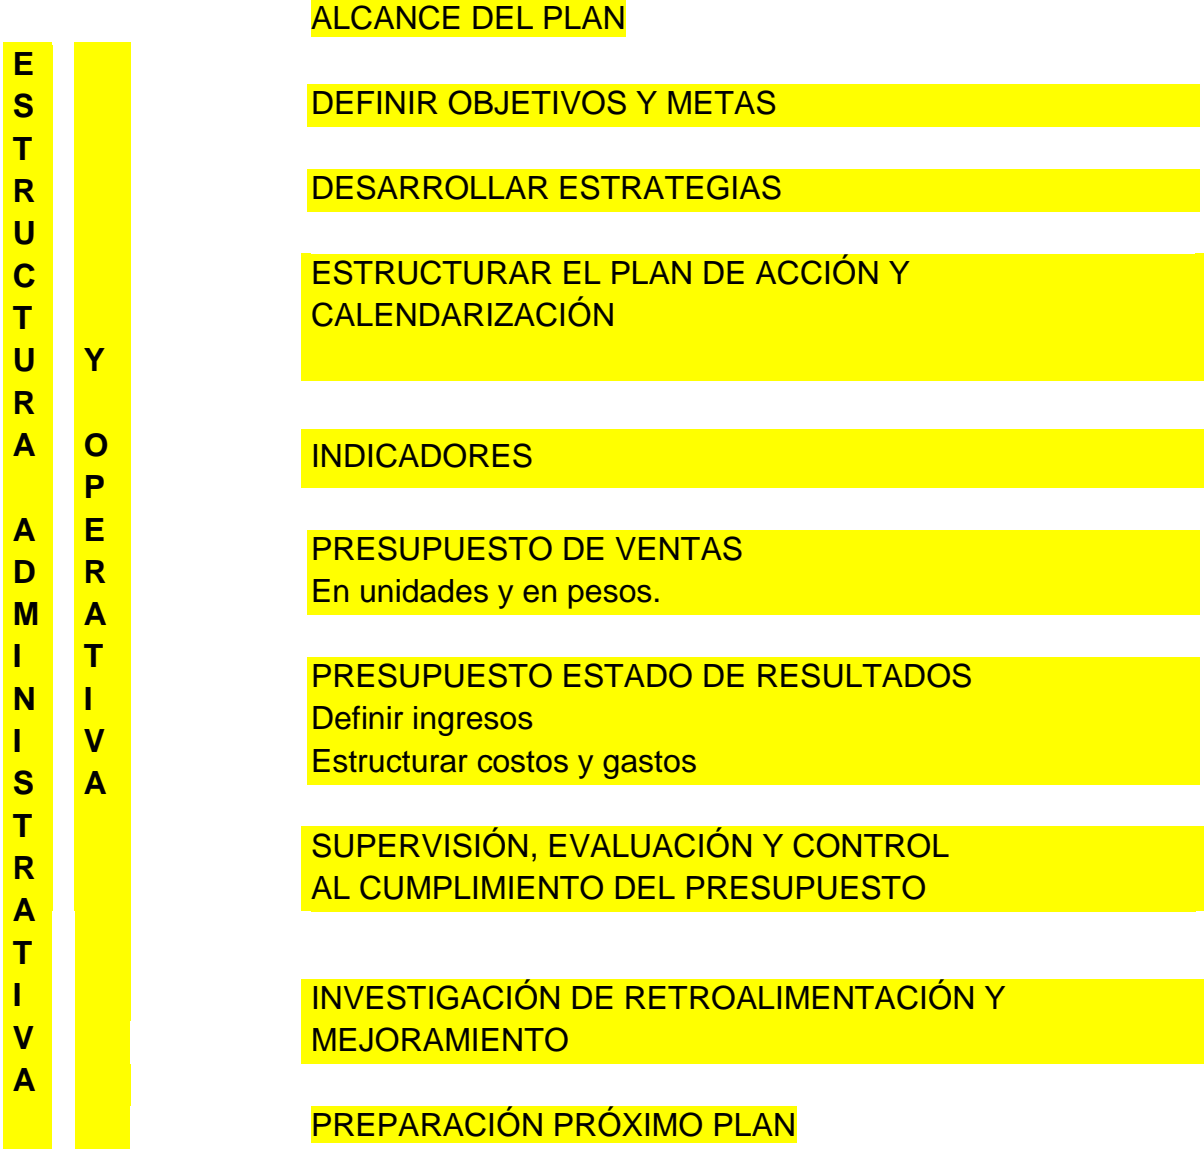 ESTRUCTURA ADMINISTRATIVA
Y OPERATIVA
ALCANCE DEL PLAN
DEFINIR OBJETIVOS Y METAS
DESARROLLAR ESTRATEGIAS
ESTRUCTURAR EL PLAN DE ACCIÓN Y
CALENDARIZACIÓN
INDICADORES
PRESUPUESTO DE VENTAS
En unidades y en pesos.
PRESUPUESTO ESTADO DE RESULTADOS
Definir ingresos
Estructurar costos y gastos
SUPERVISIÓN, EVALUACIÓN Y CONTROL
AL CUMPLIMIENTO DEL PRESUPUESTO
INVESTIGACIÓN DE RETROALIMENTACIÓN Y
MEJORAMIENTO
PREPARACIÓN PRÓXIMO PLAN